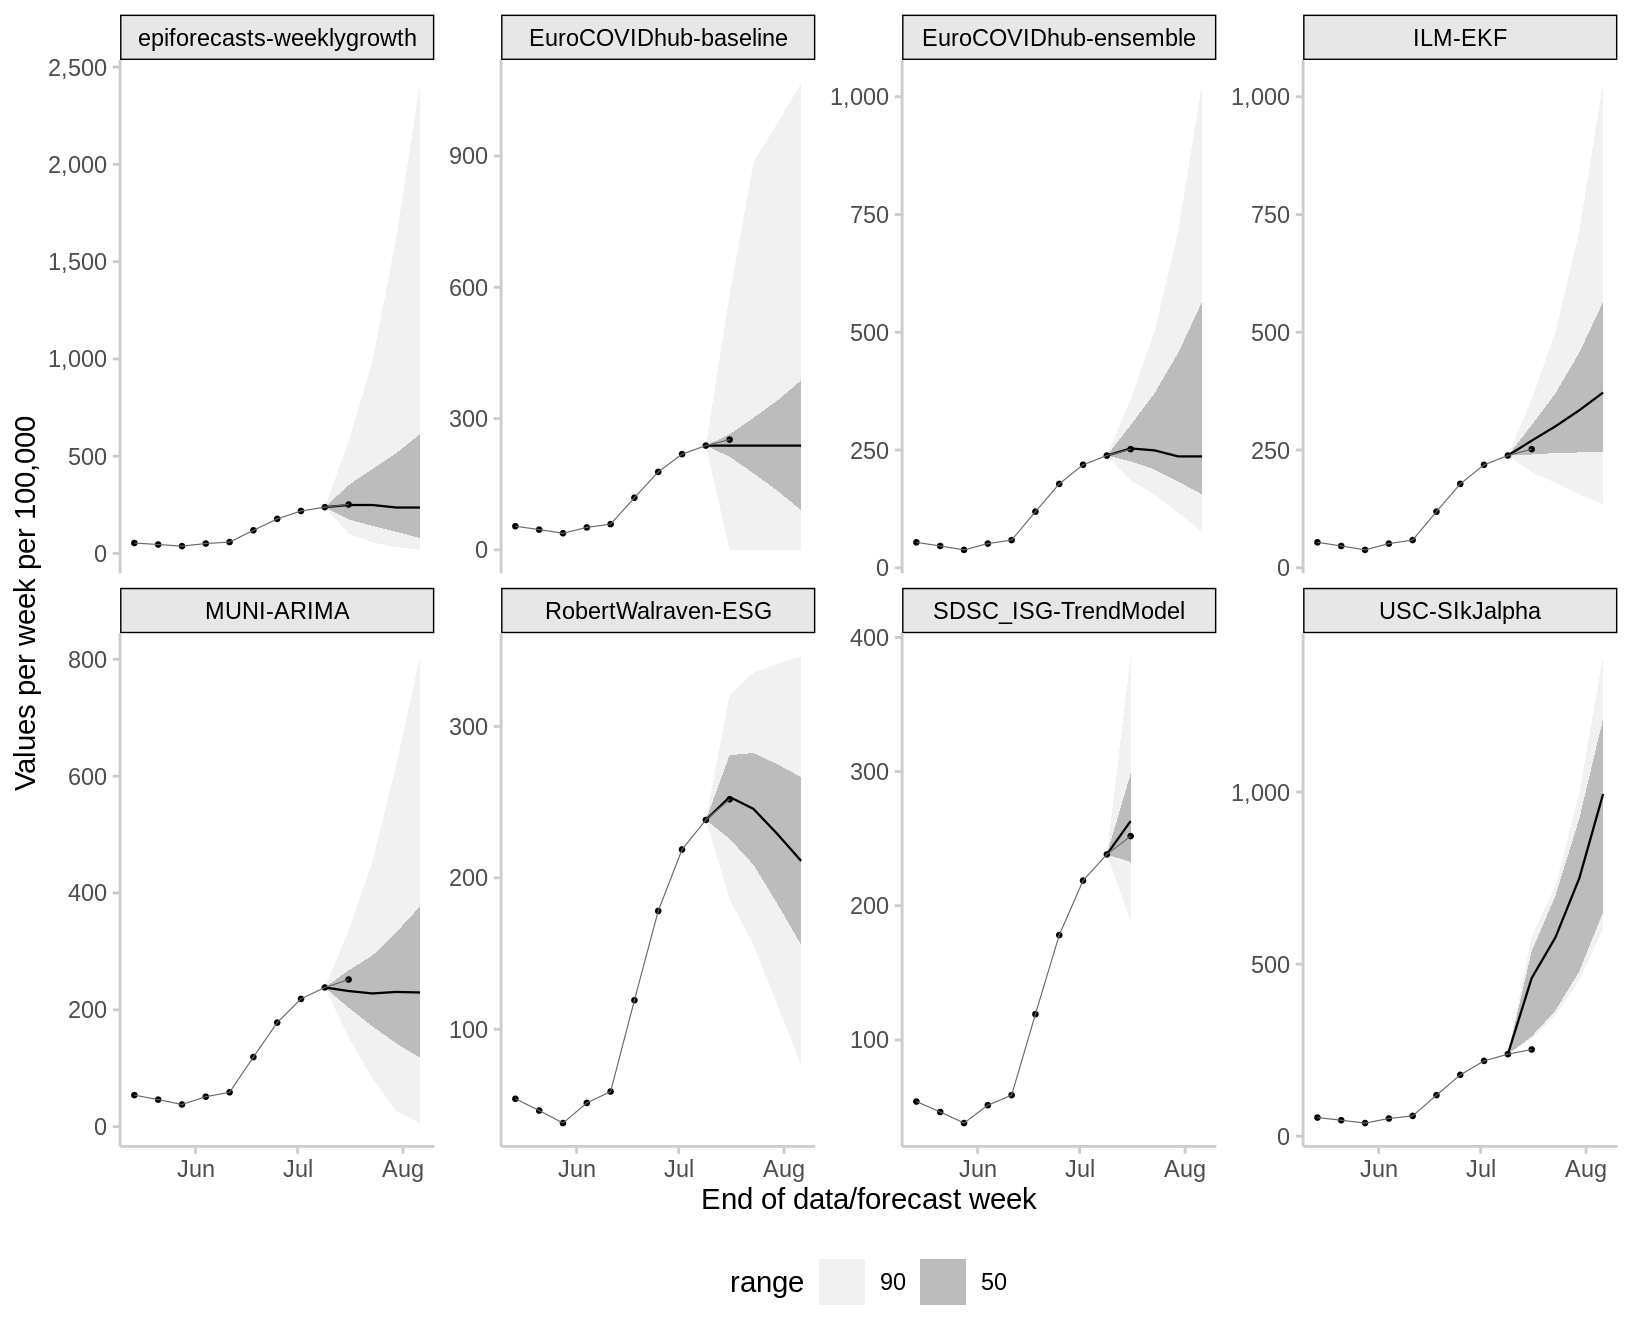 epiforecasts-weeklygrowth
EuroCOVIDhub-baseline
EuroCOVIDhub-ensemble
ILM-EKF
2,500
2,000
1,500
1,000
500
0
900
600
300
0
1,000
750
500
250
0
1,000
750
500
250
0
Values per week per 100,000
MUNI-ARIMA
RobertWalraven-ESG
SDSC_ISG-TrendModel
USC-SIkJalpha
800
600
400
200
0
300
200
100
400
300
200
100
1,000
500
0
Jun Jul Aug
Jun Jul Aug
Jun Jul Aug
Jun Jul Aug
End of data/forecast week
range 90 50